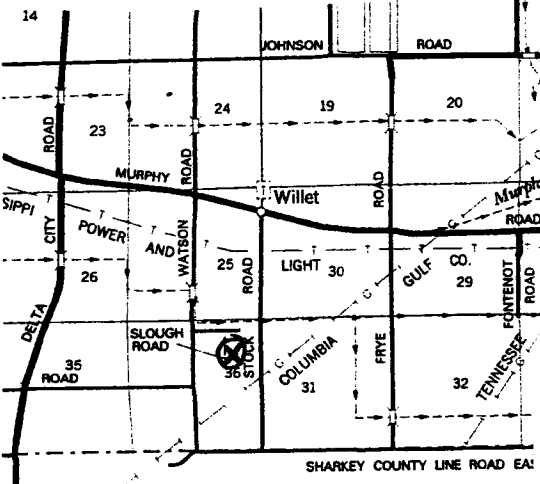 14
JOHNSON ROAD
24
19
20
23
ROAD
ROAD
MURPHY
ROAD
Willet
Murph
SIPPI
POWER AND
LIGHT
CO.
ROAD
CITY
WATSON
25
ROAD
30
GULF
29
26
FONTENOT
ROAD
DELTA
SLOUGH
ROAD
STOCK
36
COLUMBIA
FRYE
TENNESSEE
35
ROAD
31
32
SHARKEY COUNTY LINE ROAD EAS
T
T
T
T
T
T
G
G
G
G
G
G